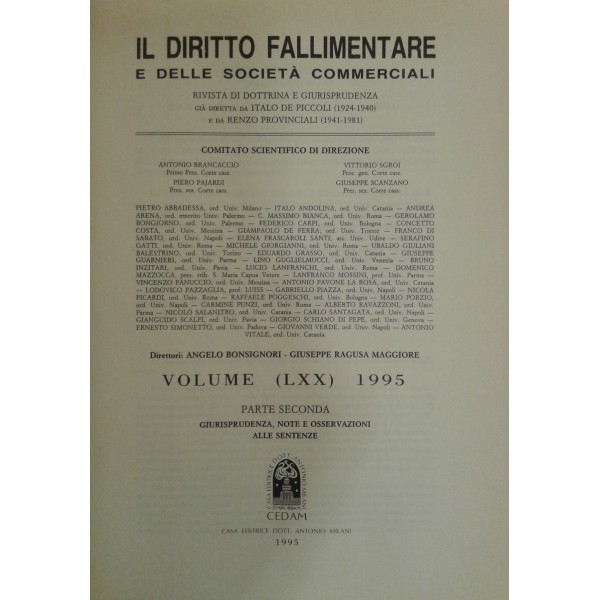 IL DIRITTO FALLIMENTARE
E DELLE SOCIETÀ COMMERCIALI
RIVISTA DI DOTTRINA E GIURISPRUDENZA
GIÀ DIRETTA DA ITALO DE PICCOLI (1924-1940)
E DA RENZO PROVINCIALI (1941-1981)
COMITATO SCIENTIFICO DI DIREZIONE
ANTONIO BRANCACCIO
Primo Pres. Corte cass.
VITTORIO SGROI
Proc. gen. Corte cass.
PIERO PAJARDI
Pres. sez. Corte cass.
GIUSEPPE SCANZANO
Pres. sez. Corte cass.
PIETRO ABBADESSA, ord. Univ. Milano — ITALO ANDOLINA, ord. Univ. Catania — ANDREA
ARENA, ord. emerito Univ. Palermo — C. MASSIMO BIANCA, ord. Univ. Roma — GEROLAMO
BONGIORNO, ord. Univ. Palermo — FEDERICO CARPI, ord. Univ. Bologna — CONCETTO
COSTA, ord. Univ. Messina — GIAMPAOLO DE FERRA, ord. Univ. Trieste — FRANCO DI
SABATO, ord. Univ. Napoli — ELENA FRASCAROLI SANTI, ass. Univ. Udine — SERAFINO
GATTI, ord. Univ. Roma — MICHELE GIORGIANNI, ord. Univ. Roma — UBALDO GIULIANI
BALESTRINO, ord. Univ. Torino — EDUARDO GRASSO, ord. Univ. Catania — GIUSEPPE
GUARNIERI, ord. Univ. Parma — LINO GUGLIELMUCCI, ord. Univ. Venezia — BRUNO
INZITARI, ord. Univ. Pavia — LUCIO LANFRANCHI, ord. Univ. Roma — DOMENICO
MAZZOCCA, pres. trib. S. Maria Capua Vetere — LANFRANCO MOSSINI, prof. Univ. Parma —
VINCENZO PANUCCIO, ord. Univ. Messina — ANTONIO PAVONE LA ROSA, ord. Univ. Catania
— LODOVICO PAZZAGLIA, prof. LUISS — GABRIELLO PIAZZA, ord. Univ. Napoli — NICOLA
PICARDI, ord. Univ. Roma — RAFFAELE POGGESCHI, ord. Univ. Bologna — MARIO PORZIO,
ord. Univ. Napoli — CARMINE PUNZI, ord. Univ. Roma — ALBERTO RAVAZZONI, ord. Univ.
Parma — NICOLÒ SALANITRO, ord. Univ. Catania — CARLO SANTAGATA, ord. Univ. Napoli —
GIANGUIDO SCALFI, ord. Univ. Pavia — GIORGIO SCHIANO DI PEPE, ord. Univ. Genova —
ERNESTO SIMONETTO, ord. Univ. Padova — GIOVANNI VERDE, ord. Univ. Napoli — ANTONIO
VITALE, ord. Univ. Catania.
Direttori: ANGELO BONSIGNORI - GIUSEPPE RAGUSA MAGGIORE
VOLUME (LXX) 1995
PARTE SECONDA
GIURISPRUDENZA, NOTE E OSSERVAZIONI
ALLE SENTENZE
CASA EDITRICE DOTT. ANTONIO MILANI
CEDAM
CASA EDITRICE DOTT. ANTONIO MILANI
1995